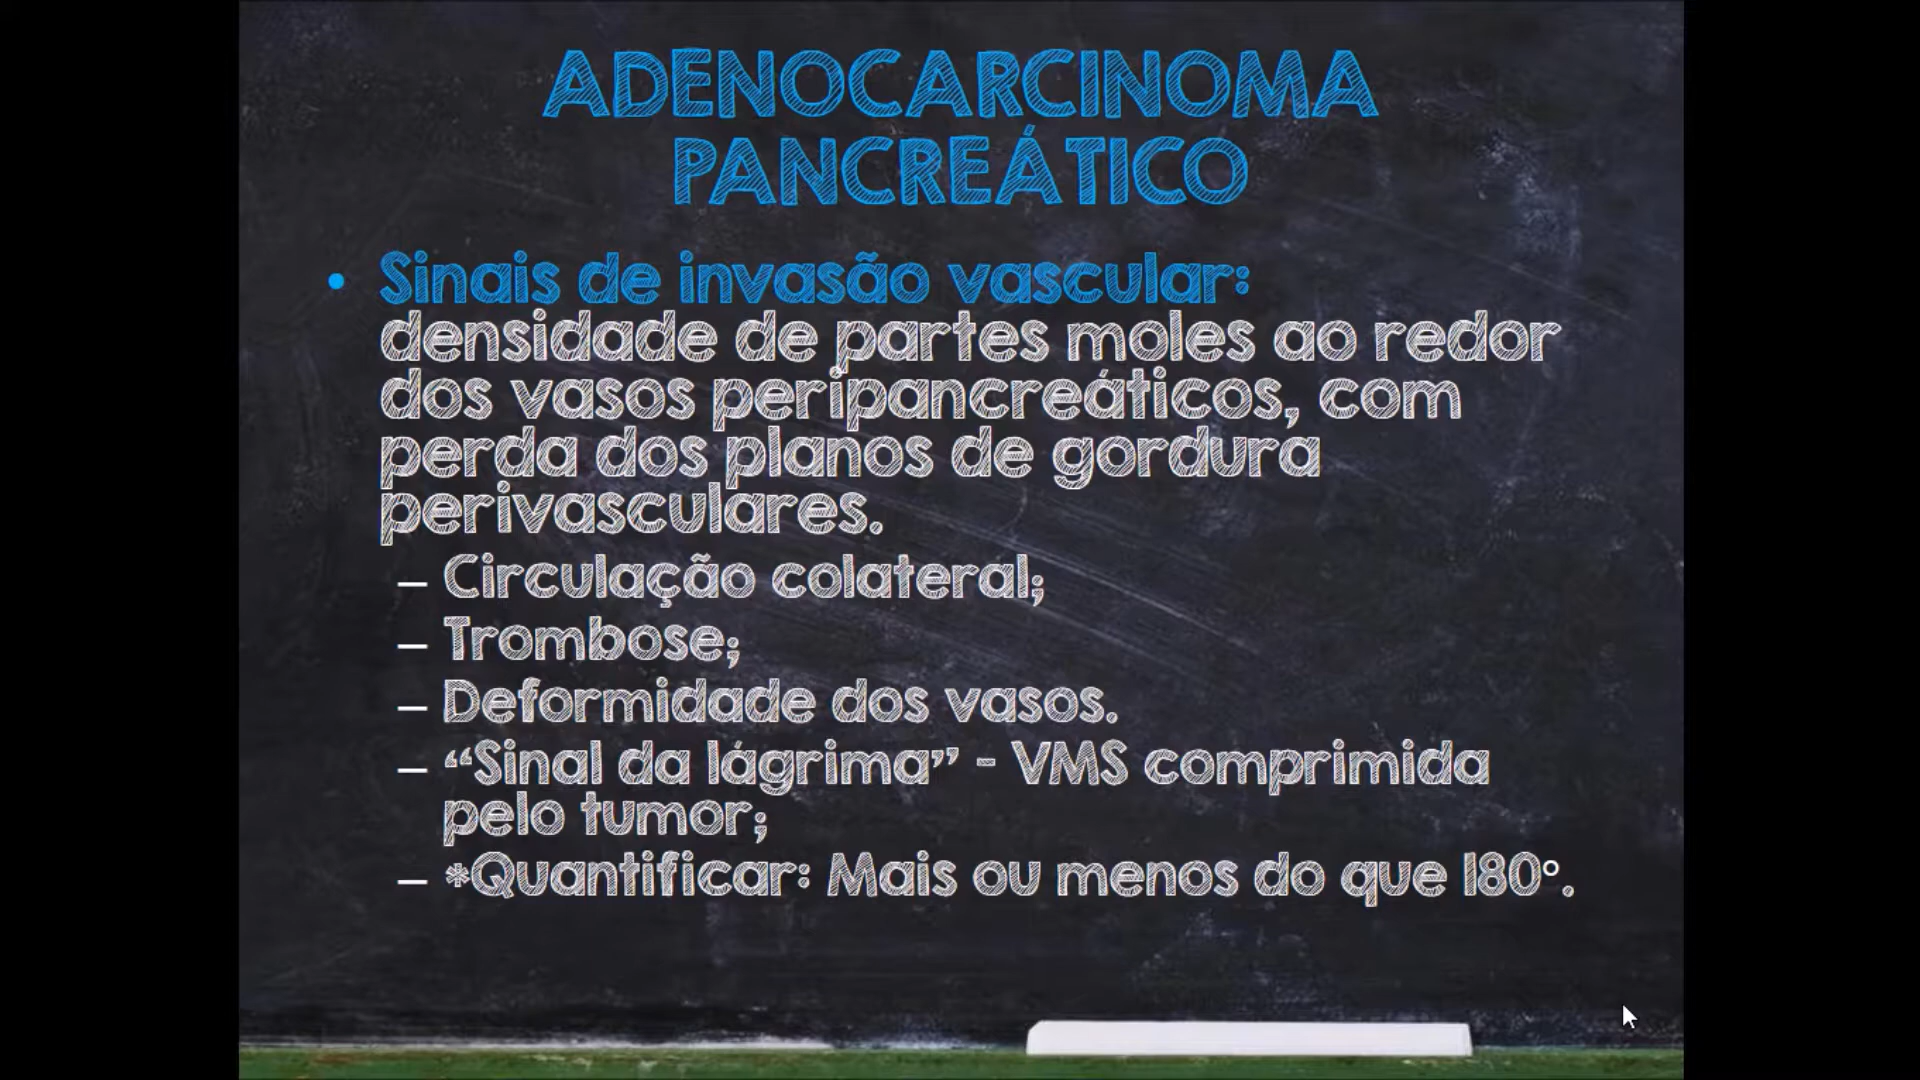 ADENOCARCINOMA
PANCREÁTICO
• Sinais de invasão vascular:
densidade de partes moles ao redor
dos vasos peripancreáticos, com
perda dos planos de gordura
perivasculares.
– Circulação colateral;
– Trombose;
– Deformidade dos vasos.
– “Sinal da lágrima” - VMS comprimida
pelo tumor;
– *Quantificar: Mais ou menos do que 180°.